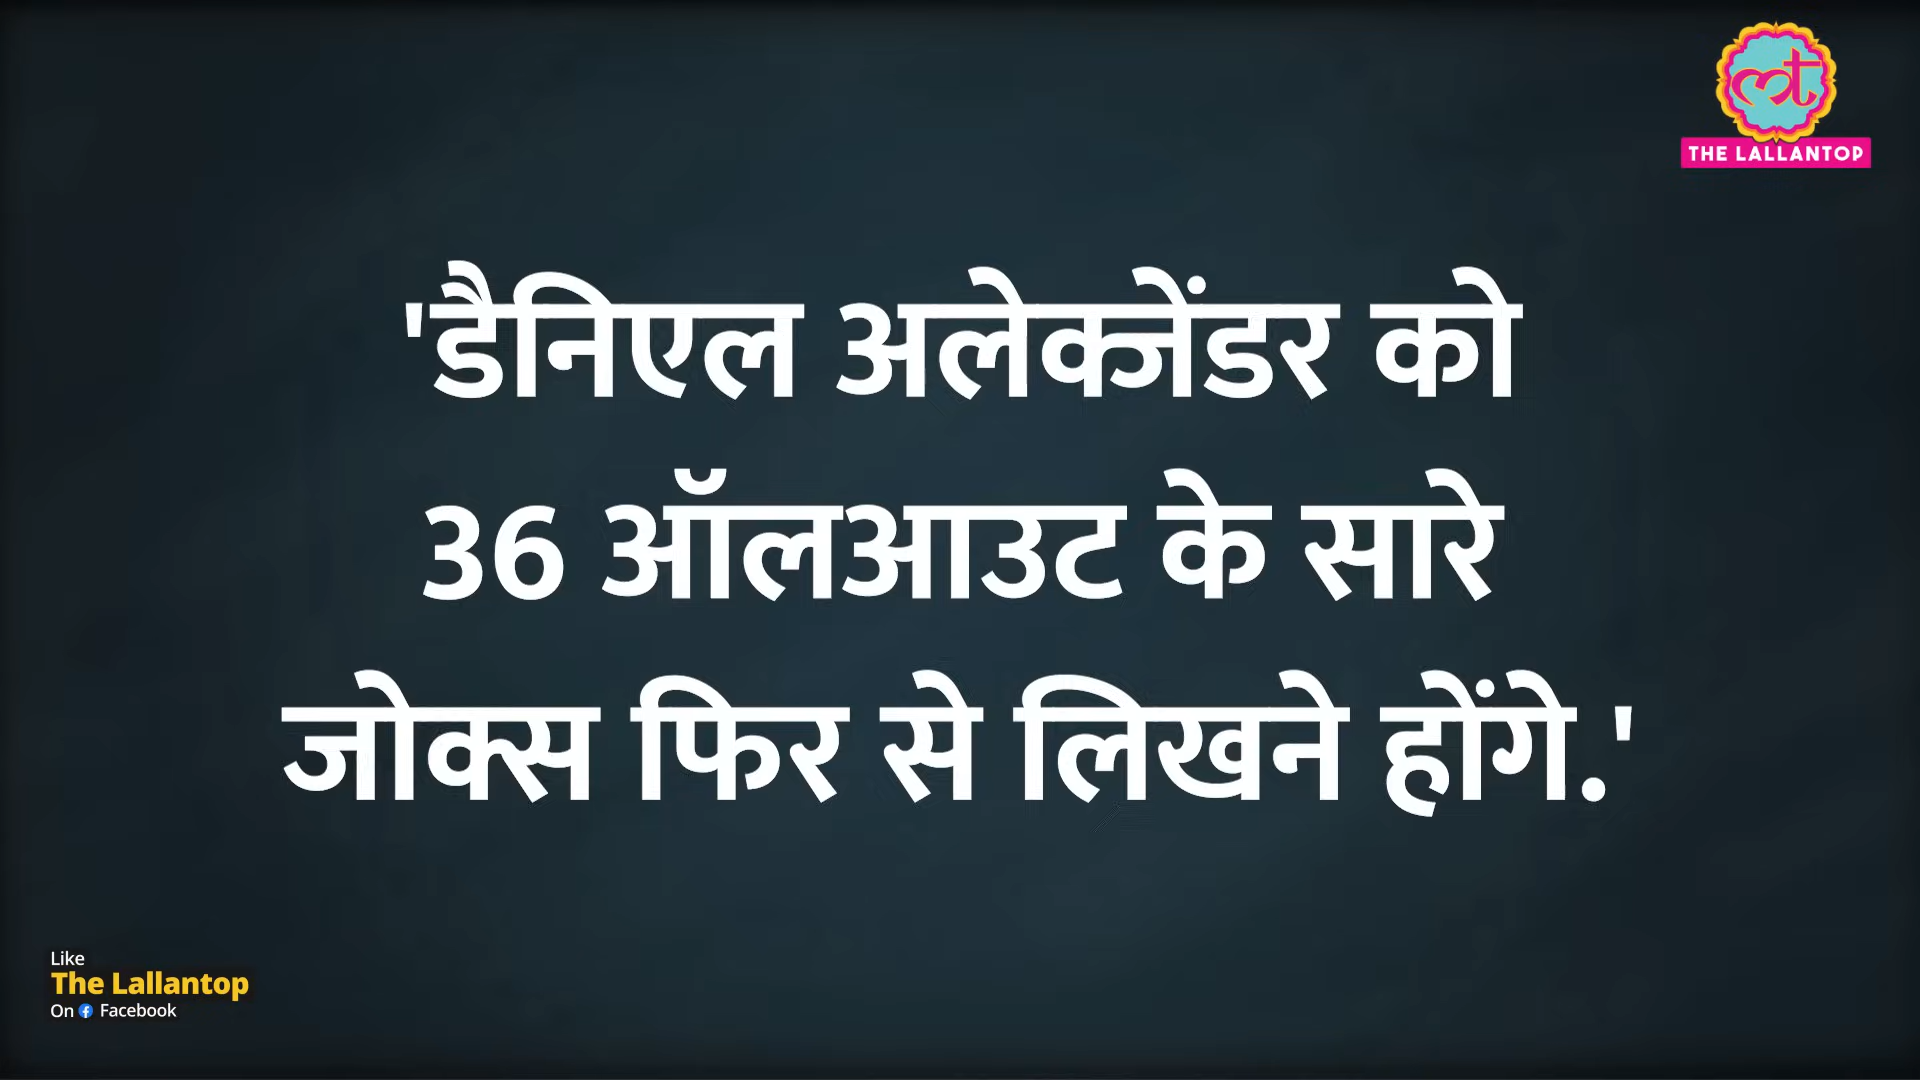 THE LALLANTOP
'डैनिएल अलेक्जेंडर को
36 ऑलआउट के सारे
जोक्स फिर से लिखने होंगे.'
Like
The Lallantop
On Facebook